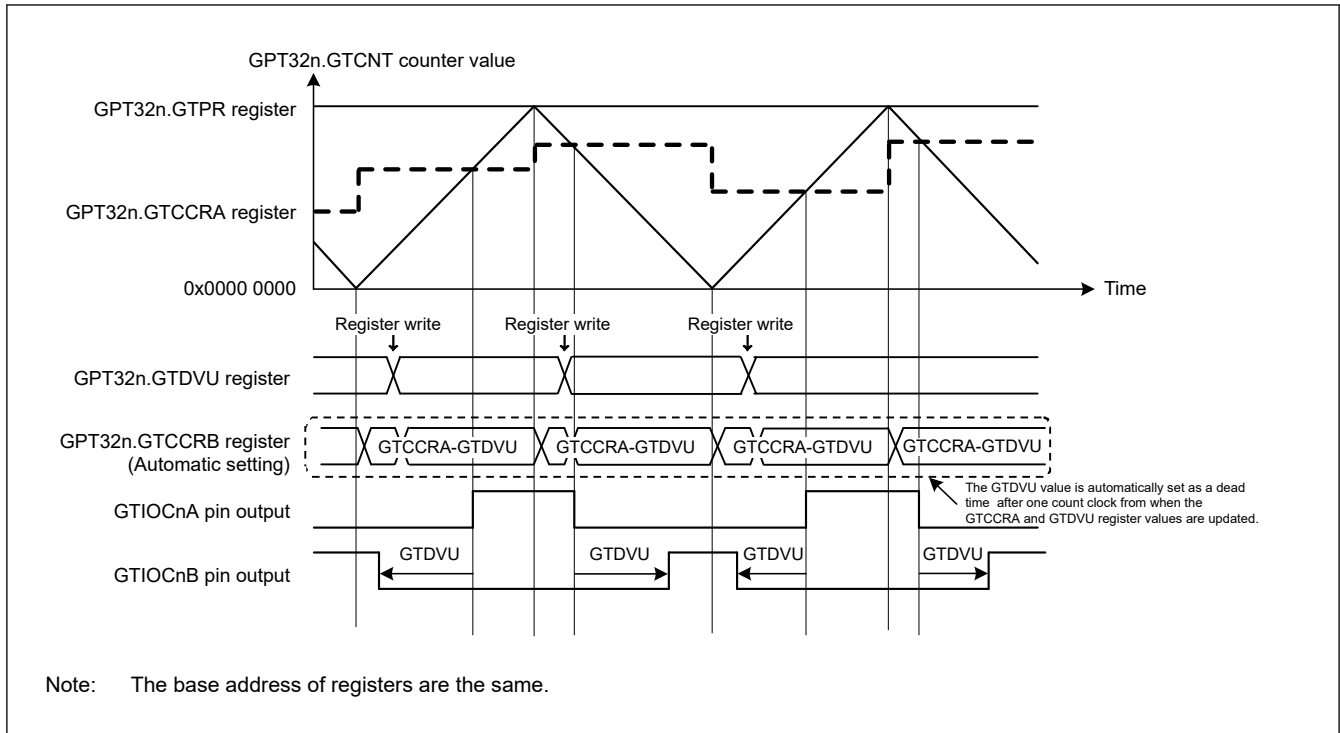 GPT32n.GTCNT counter value
GPT32n.GTPR register
GPT32n.GTCCRA register
0x0000 0000
Time
Register write
Register write
Register write
GPT32n.GTDVU register
GPT32n.GTCCRB register
(Automatic setting)
GTCCRA-GTDVU
GTCCRA-GTDVU
GTCCRA-GTDVU
GTCCRA-GTDVU
The GTDVU value is automatically set as a dead
time after one count clock from when the
GTCCRA and GTDVU register values are updated.
GTIOCnA pin output
GTIOCnB pin output
GTDVU
GTDVU
GTDVU
GTDVU
Note: The base address of registers are the same.